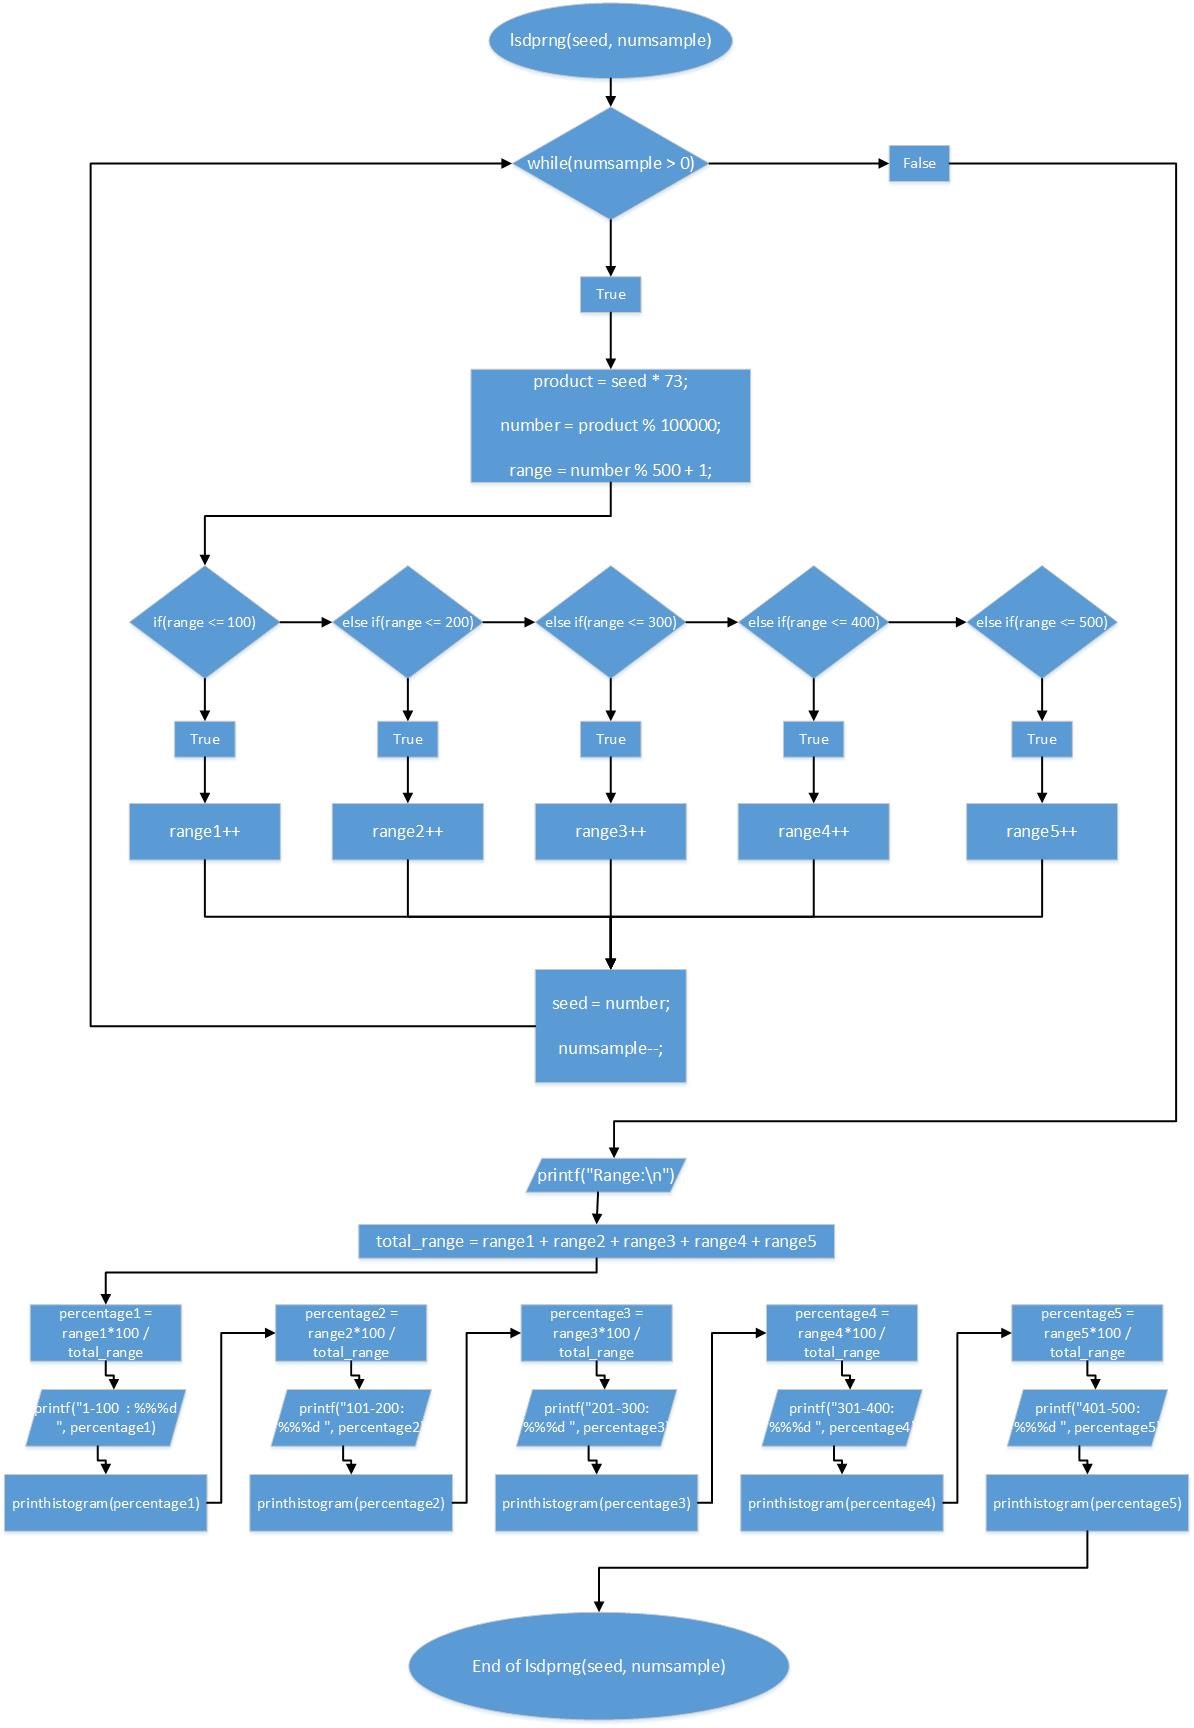 lsdprng(seed, numsample)
while(numsample > 0)
False
True
product = seed * 73;
number = product % 100000;
range = number % 500 + 1;
if(range <= 100)
else if(range <= 200)
else if(range <= 300)
else if(range <= 400)
else if(range <= 500)
True
True
True
True
True
range1++
range2++
range3++
range4++
range5++
seed = number;
numsample--;
printf("Range:\n")
total_range = range1 + range2 + range3 + range4 + range5
percentage1 =
range1*100 /
total_range
percentage2 =
range2*100 /
total_range
percentage3 =
range3*100 /
total_range
percentage4 =
range4*100 /
total_range
percentage5 =
range5*100 /
total_range
printf("1-100  : %%%d
", percentage1)
printf("101-200:
%%%d ", percentage2)
printf("201-300:
%%%d ", percentage3)
printf("301-400:
%%%d ", percentage4)
printf("401-500:
%%%d ", percentage5)
printhistogram(percentage1)
printhistogram(percentage2)
printhistogram(percentage3)
printhistogram(percentage4)
printhistogram(percentage5)
End of lsdprng(seed, numsample)